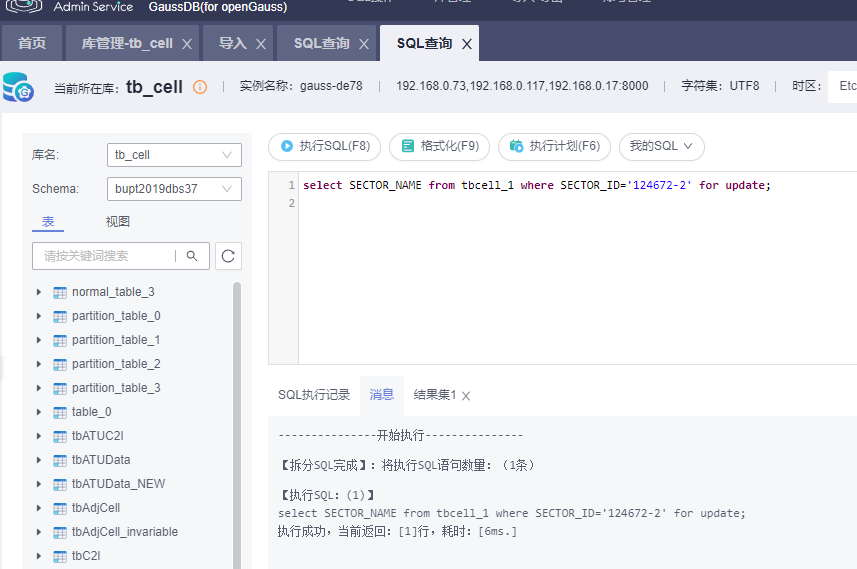 Admin Service GaussDB(for openGauss)
首页 库管理-tb_cell 导入 SQL查询 SQL查询
当前所在库: tb_cell 实例名称: gauss-de78 192.168.0.73,192.168.0.117,192.168.0.17:8000 字符集: UTF8 时区: Etc
库名: tb_cell
Schema: bupt2019dbs37
表 视图
请按关键词搜索
normal_table_3
partition_table_0
partition_table_1
partition_table_2
partition_table_3
table_0
tbATUC2I
tbATUData
tbATUData_NEW
tbAdjCell
tbAdjCell_invariable
tbC2I
执行SQL(F8) 格式化(F9) 执行计划(F6) 我的SQL
1 select SECTOR_NAME from tbcell_1 where SECTOR_ID='124672-2' for update;
2
SQL执行记录 消息 结果集1
---------------开始执行---------------
【拆分SQL完成】: 将执行SQL语句数量: (1条)
【执行SQL: (1)】
select SECTOR_NAME from tbcell_1 where SECTOR_ID='124672-2' for update;
执行成功, 当前返回: [1]行, 耗时: [6ms.]